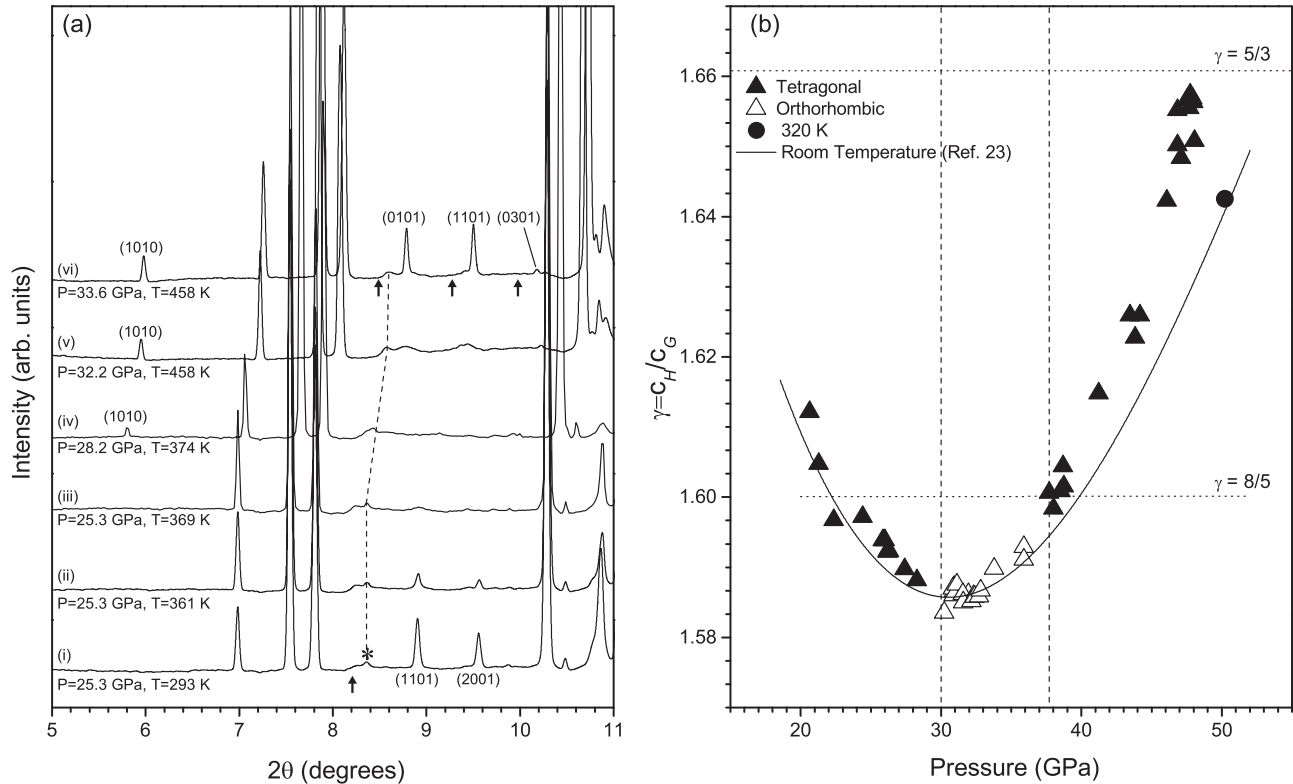 (a)
(1010)
(0101)
(1101)
(0301)
(vi)
P=33.6 GPa, T=458 K
(1010)
(v)
P=32.2 GPa, T=458 K
(1010)
(iv)
P=28.2 GPa, T=374 K
(iii)
P=25.3 GPa, T=369 K
(ii)
P=25.3 GPa, T=361 K
(i)
*
P=25.3 GPa, T=293 K
(1101)
(2001)
5 6 7 8 9 10 11
2θ (degrees)
Intensity (arb. units)
(b)
γ = 5/3
Tetragonal
Orthorhombic
320 K
Room Temperature (Ref. 23)
γ = 8/5
1.66
1.64
1.62
1.60
1.58
γ=c_H/c_G
20 30 40 50
Pressure (GPa)